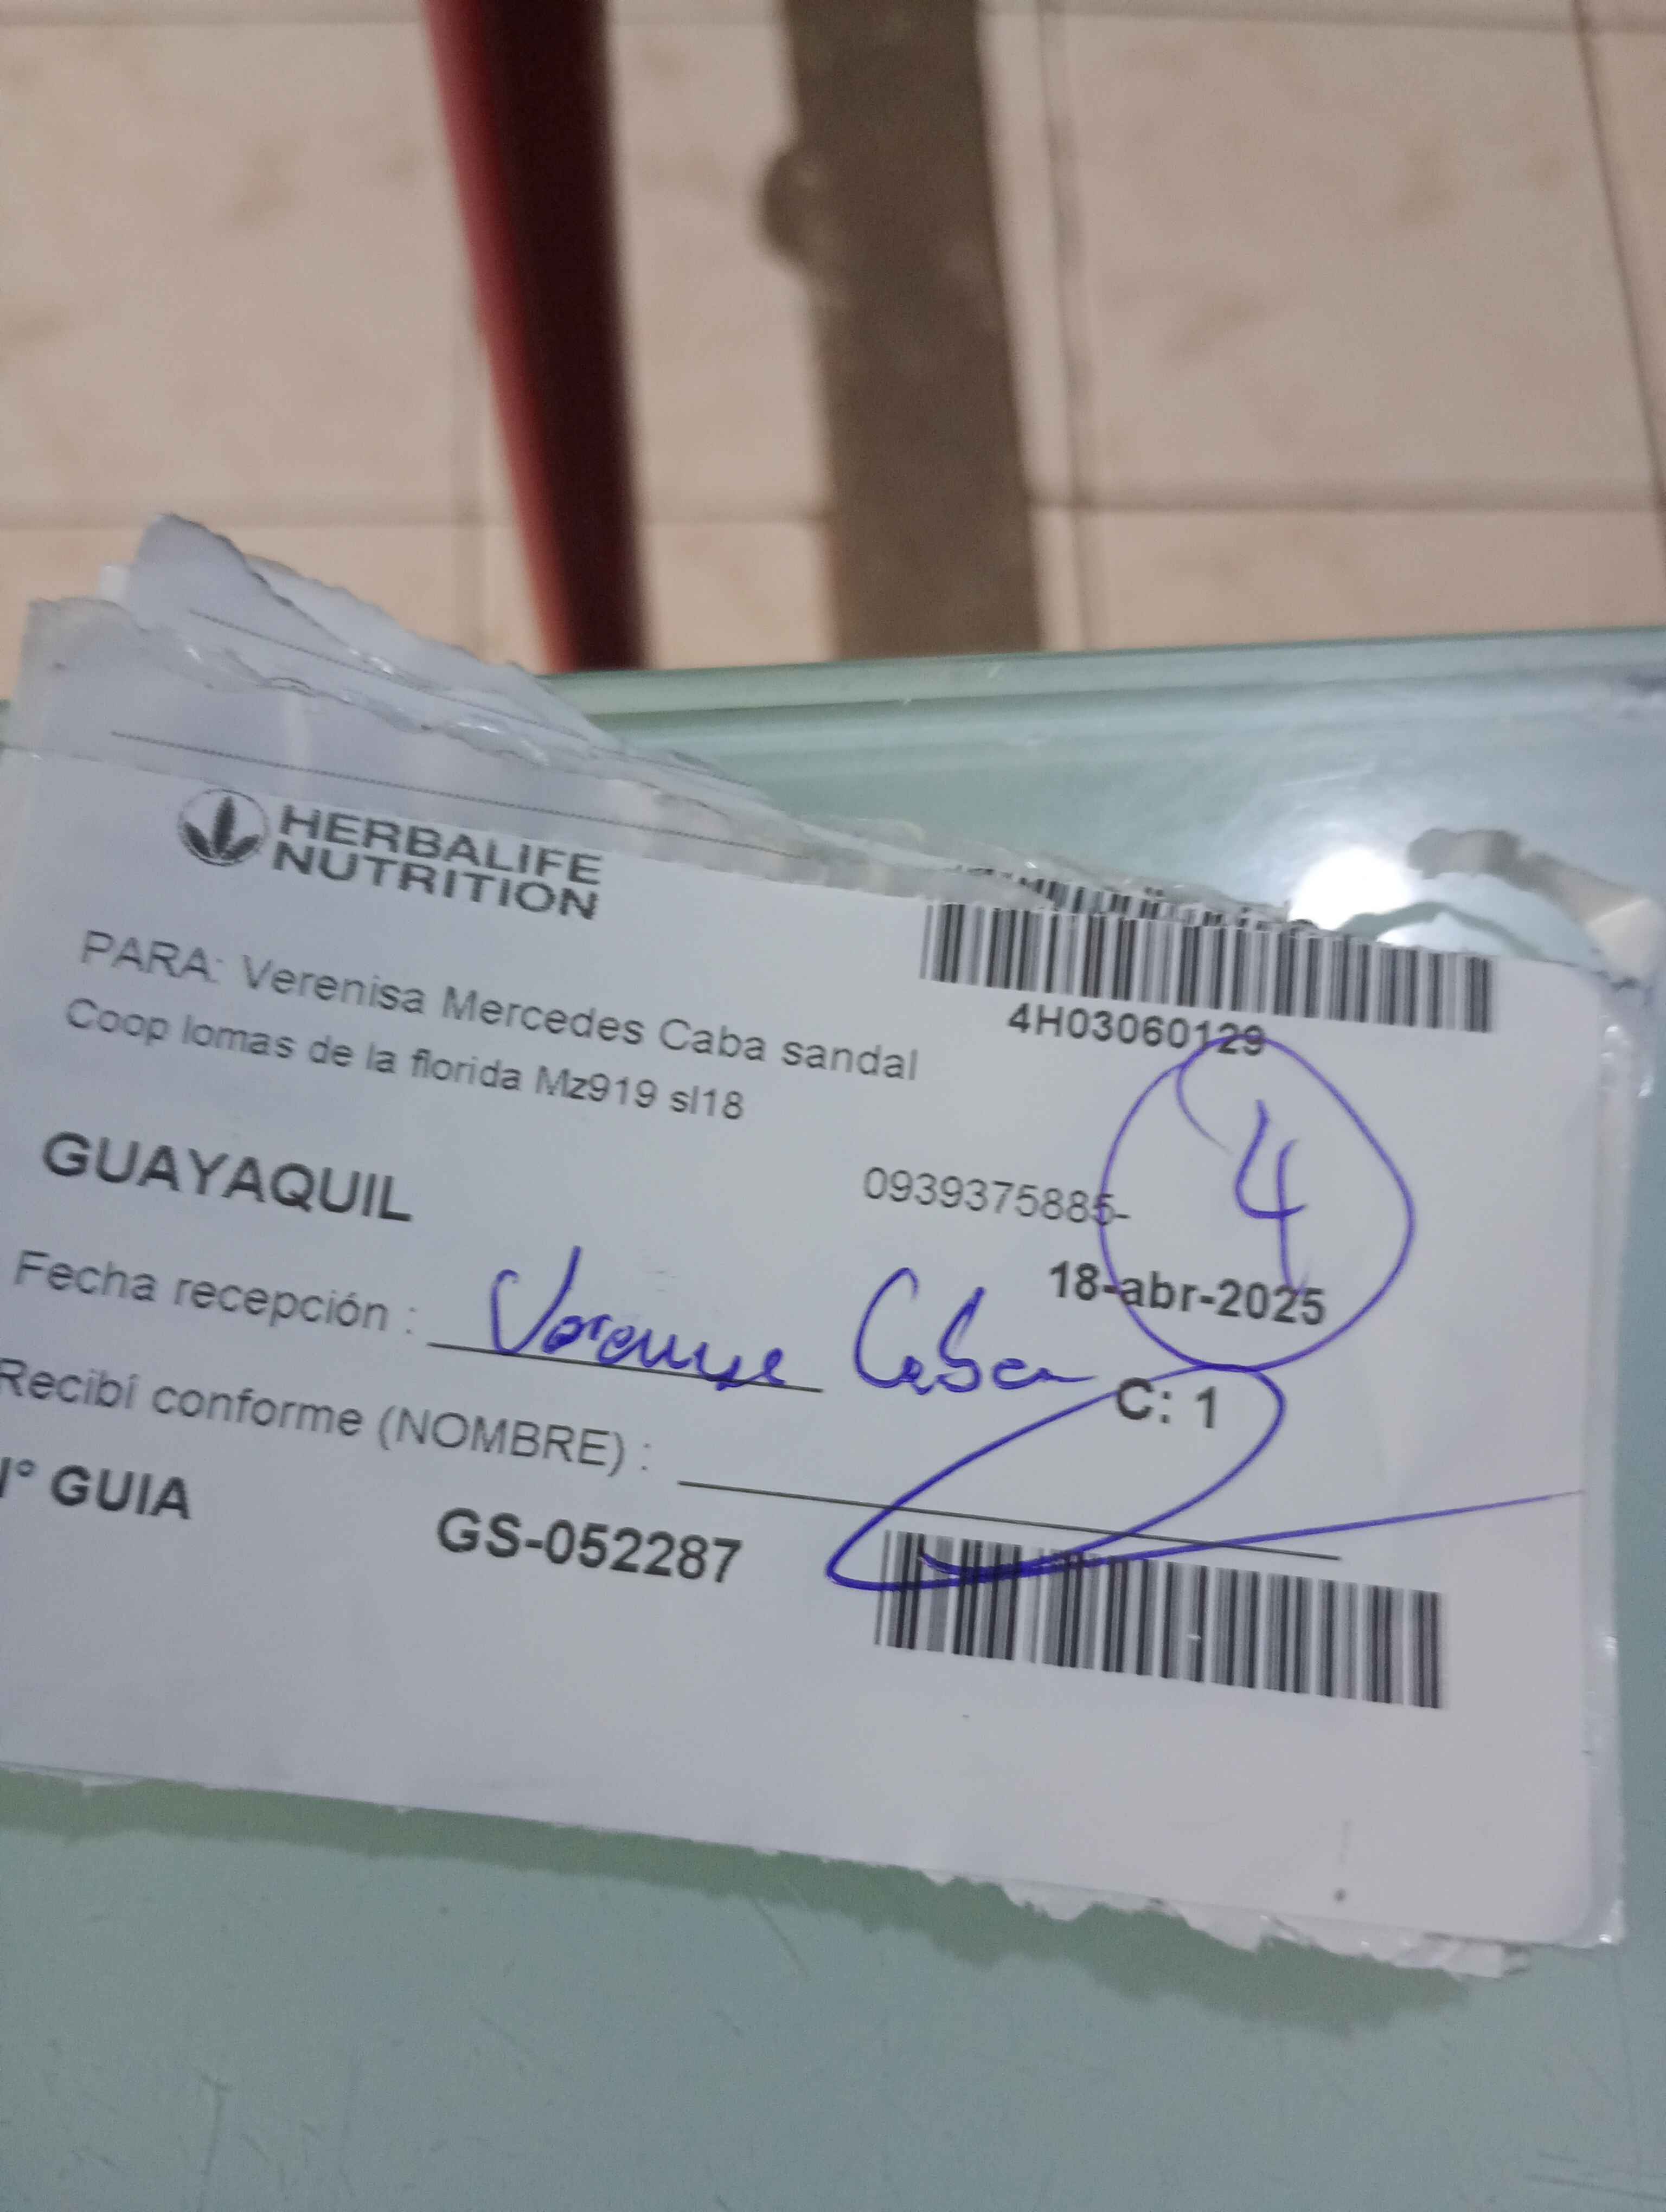 HERBALIFE
NUTRITION
4H03060129
PARA: Verenisa Mercedes Caba sandal
Coop lomas de la florida Mz919 sl18
4
GUAYAQUIL
0939375885-
18-abr-2025
Fecha recepción :
C: 1
Recibí conforme (NOMBRE) :
N° GUIA
GS-052287